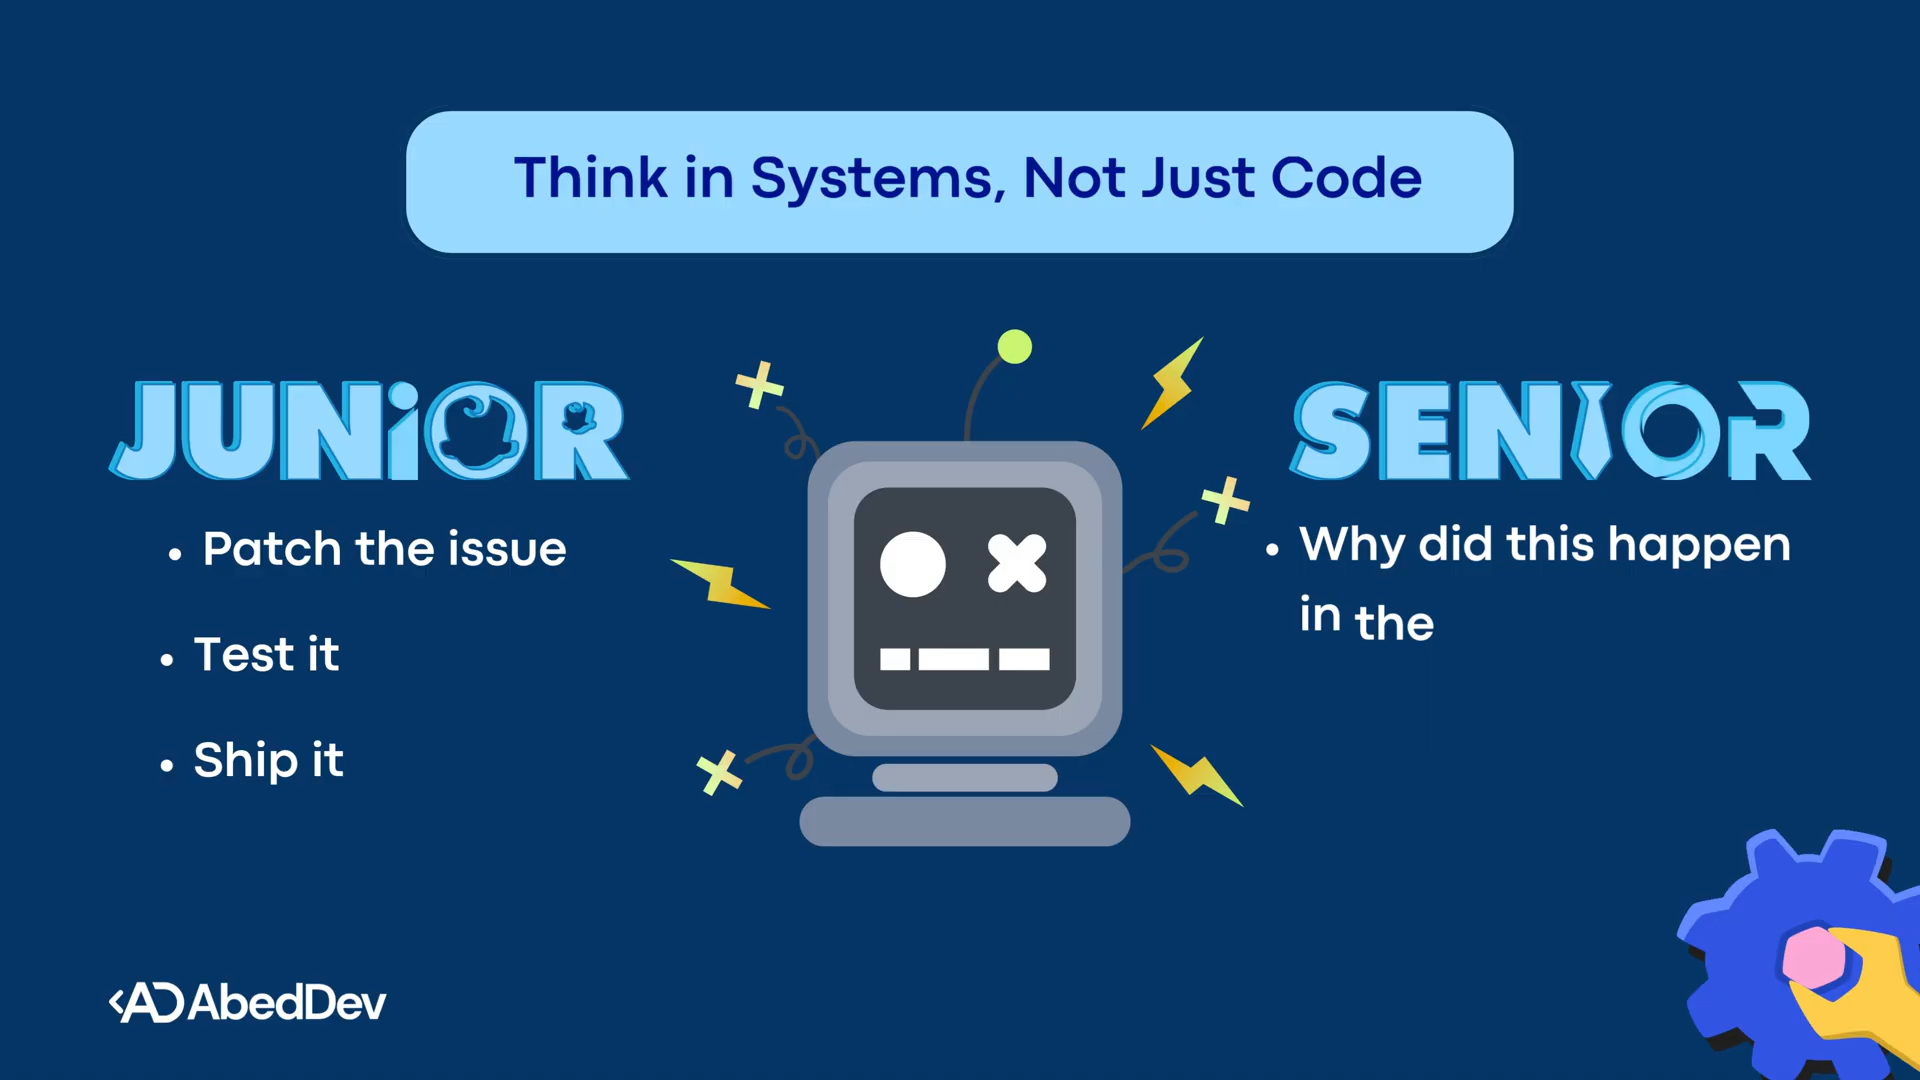 Think in Systems, Not Just Code
JUNiOR
• Patch the issue
• Test it
• Ship it
SENIOR
• Why did this happen
in the
<AD AbedDev